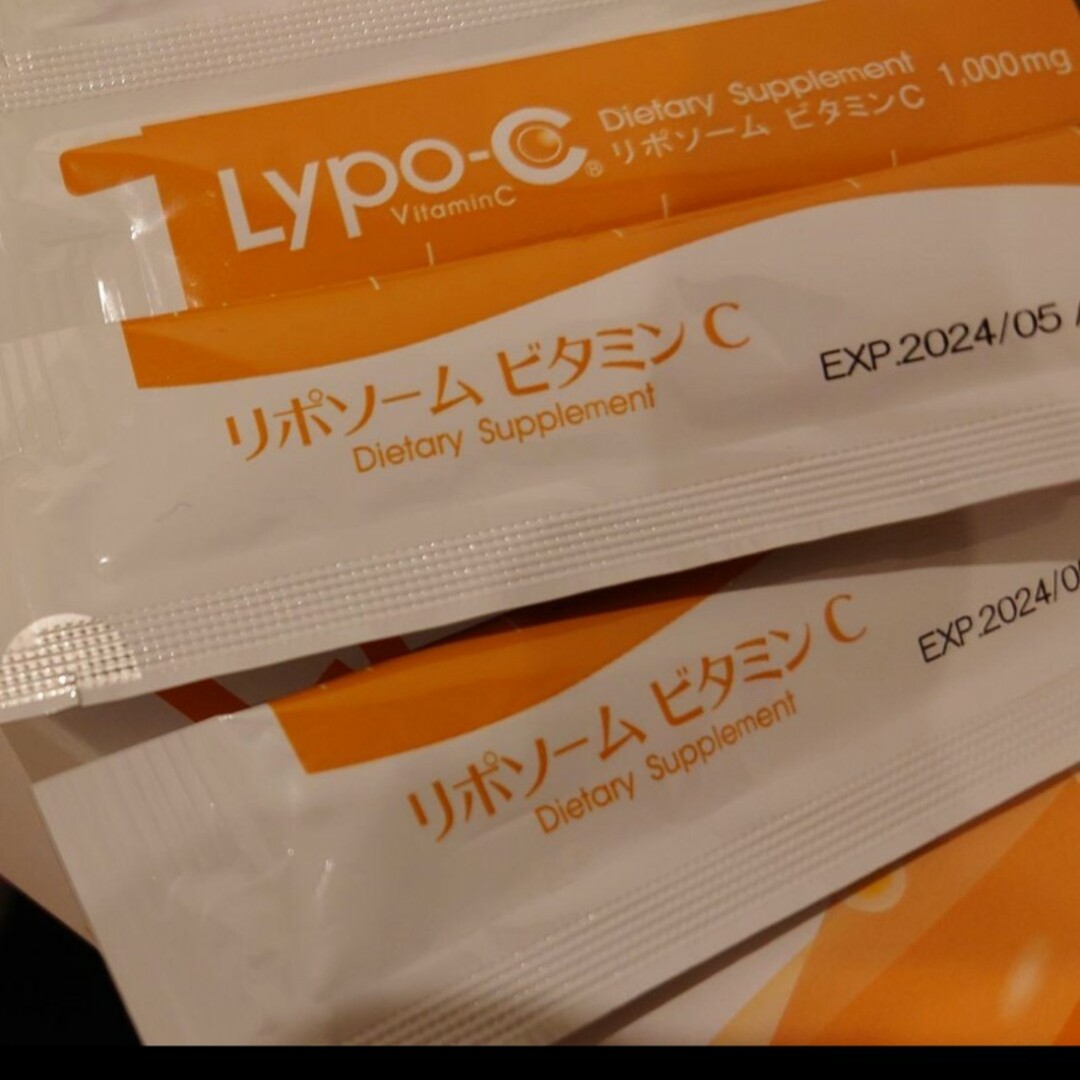 Lypo-C®
VitaminC
Dietary Supplement 1,000mg
リポソーム ビタミンC
リポソーム ビタミン C
Dietary Supplement
EXP.2024/05 /
リポソーム ビタミン C
Dietary Supplement
EXP.2024/0